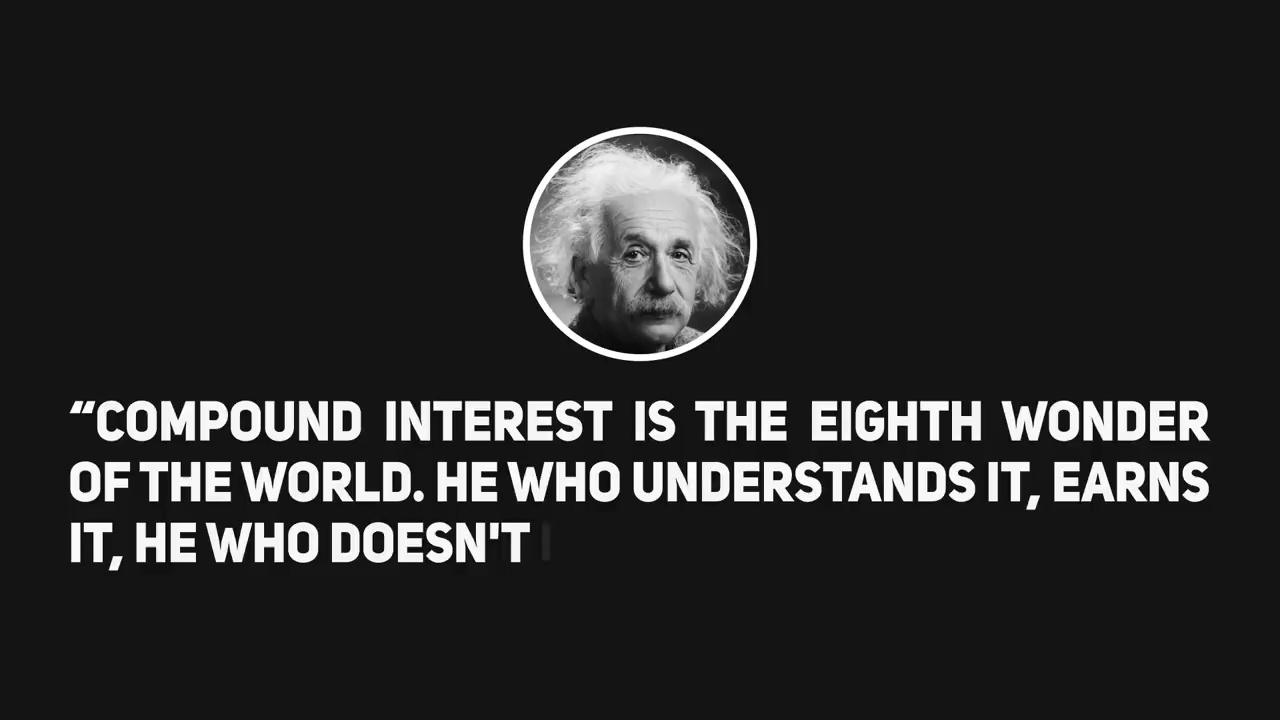 “COMPOUND INTEREST IS THE EIGHTH WONDER
OF THE WORLD. HE WHO UNDERSTANDS IT, EARNS
IT, HE WHO DOESN'T